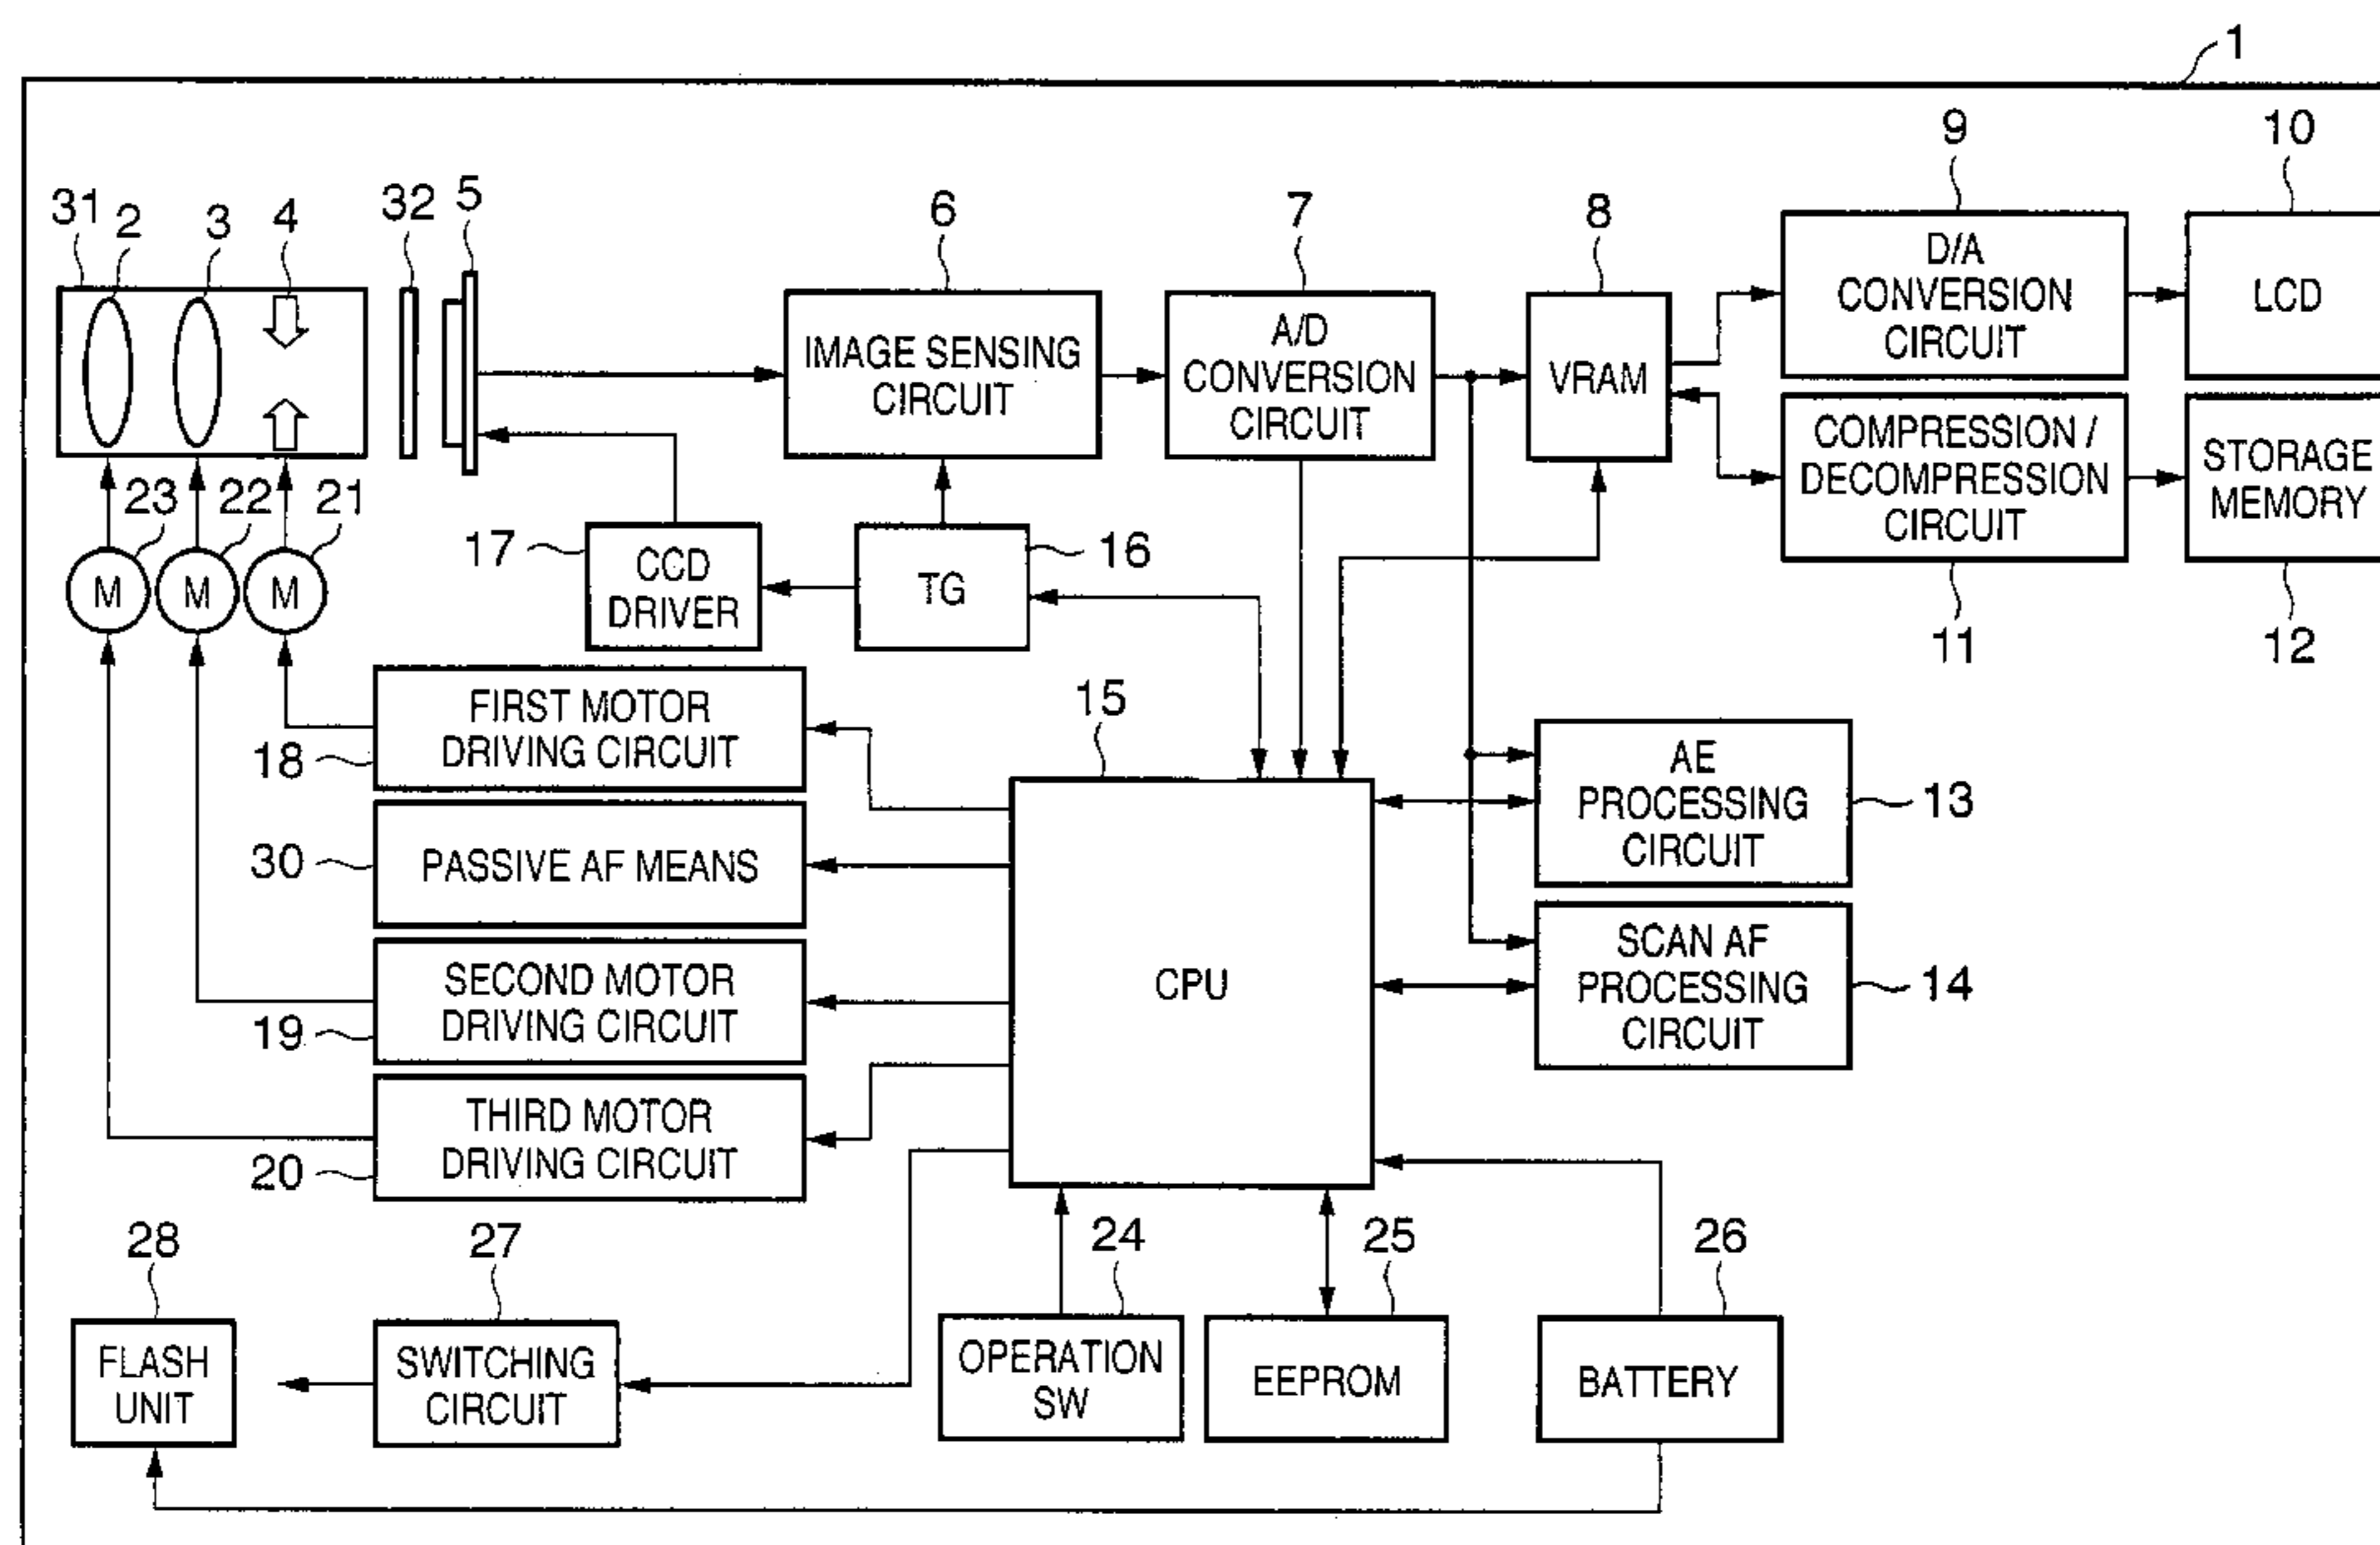 1
9
10
31
2
3
4
32
5
6
7
8
D/A
CONVERSION
CIRCUIT
LCD
IMAGE SENSING
CIRCUIT
A/D
CONVERSION
CIRCUIT
VRAM
COMPRESSION /
DECOMPRESSION
CIRCUIT
STORAGE
MEMORY
23
22
21
17
CCD
DRIVER
TG
16
M
M
M
11
12
15
FIRST MOTOR
DRIVING CIRCUIT
18
AE
PROCESSING
CIRCUIT
13
30
PASSIVE AF MEANS
SECOND MOTOR
DRIVING CIRCUIT
19
CPU
SCAN AF
PROCESSING
CIRCUIT
14
THIRD MOTOR
DRIVING CIRCUIT
20
28
27
24
25
26
FLASH
UNIT
SWITCHING
CIRCUIT
OPERATION
SW
EEPROM
BATTERY